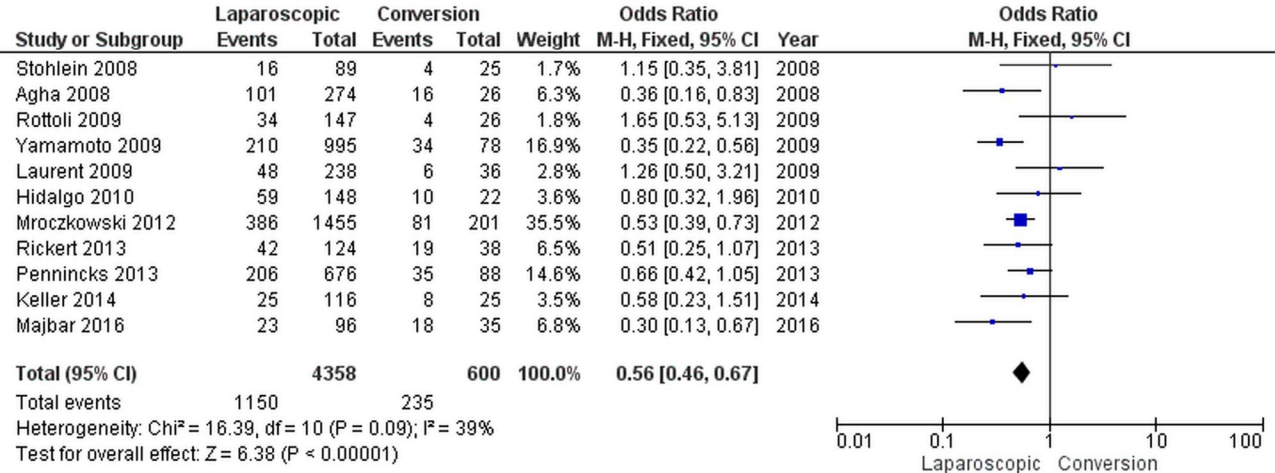 Laparoscopic Conversion Odds Ratio Odds Ratio
Study or Subgroup Events Total Events Total Weight M-H, Fixed, 95% CI Year M-H, Fixed, 95% CI
Stohlein 2008 16 89 4 25 1.7% 1.15 [0.35, 3.81] 2008
Agha 2008 101 274 16 26 6.3% 0.36 [0.16, 0.83] 2008
Rottoli 2009 34 147 4 26 1.8% 1.65 [0.53, 5.13] 2009
Yamamoto 2009 210 995 34 78 16.9% 0.35 [0.22, 0.56] 2009
Laurent 2009 48 238 6 36 2.8% 1.26 [0.50, 3.21] 2009
Hidalgo 2010 59 148 10 22 3.6% 0.80 [0.32, 1.96] 2010
Mroczkowski 2012 386 1455 81 201 35.5% 0.53 [0.39, 0.73] 2012
Rickert 2013 42 124 19 38 6.5% 0.51 [0.25, 1.07] 2013
Pennincks 2013 206 676 35 88 14.6% 0.66 [0.42, 1.05] 2013
Keller 2014 25 116 8 25 3.5% 0.58 [0.23, 1.51] 2014
Majbar 2016 23 96 18 35 6.8% 0.30 [0.13, 0.67] 2016
Total (95% CI) 4358 600 100.0% 0.56 [0.46, 0.67]
Total events 1150 235
Heterogeneity: Chi² = 16.39, df = 10 (P = 0.09); I² = 39%
Test for overall effect: Z = 6.38 (P < 0.00001)
0.01 0.1 1 10 100
Laparoscopic Conversion